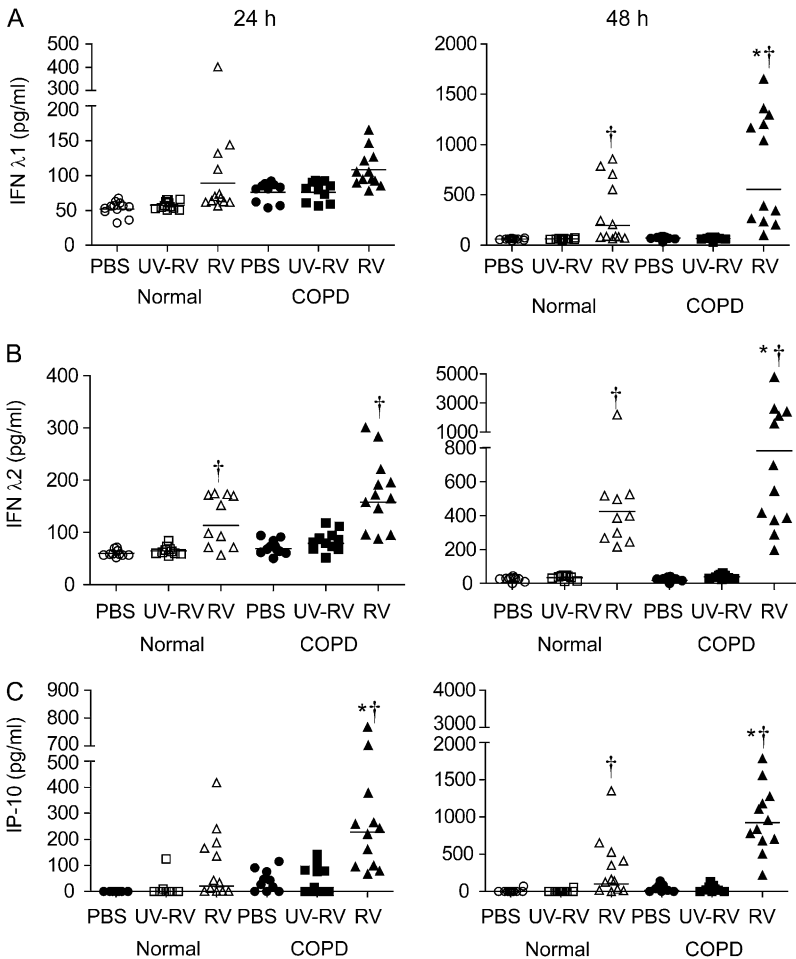 A
24 h
48 h
IFN λ1 (pg/ml)
500
400
300
200
150
100
50
0
PBS UV-RV RV PBS UV-RV RV
Normal COPD
2000
1500
1000
500
0
†
*†
PBS UV-RV RV PBS UV-RV RV
Normal COPD
B
IFN λ2 (pg/ml)
400
300
200
100
0
†
†
PBS UV-RV RV PBS UV-RV RV
Normal COPD
5000
3000
1000
800
600
400
200
0
†
* †
PBS UV-RV RV PBS UV-RV RV
Normal COPD
C
IP-10 (pg/ml)
900
800
700
500
400
300
200
100
0
*†
PBS UV-RV RV PBS UV-RV RV
Normal COPD
4000
3000
2000
1500
1000
500
0
†
*†
PBS UV-RV RV PBS UV-RV RV
Normal COPD